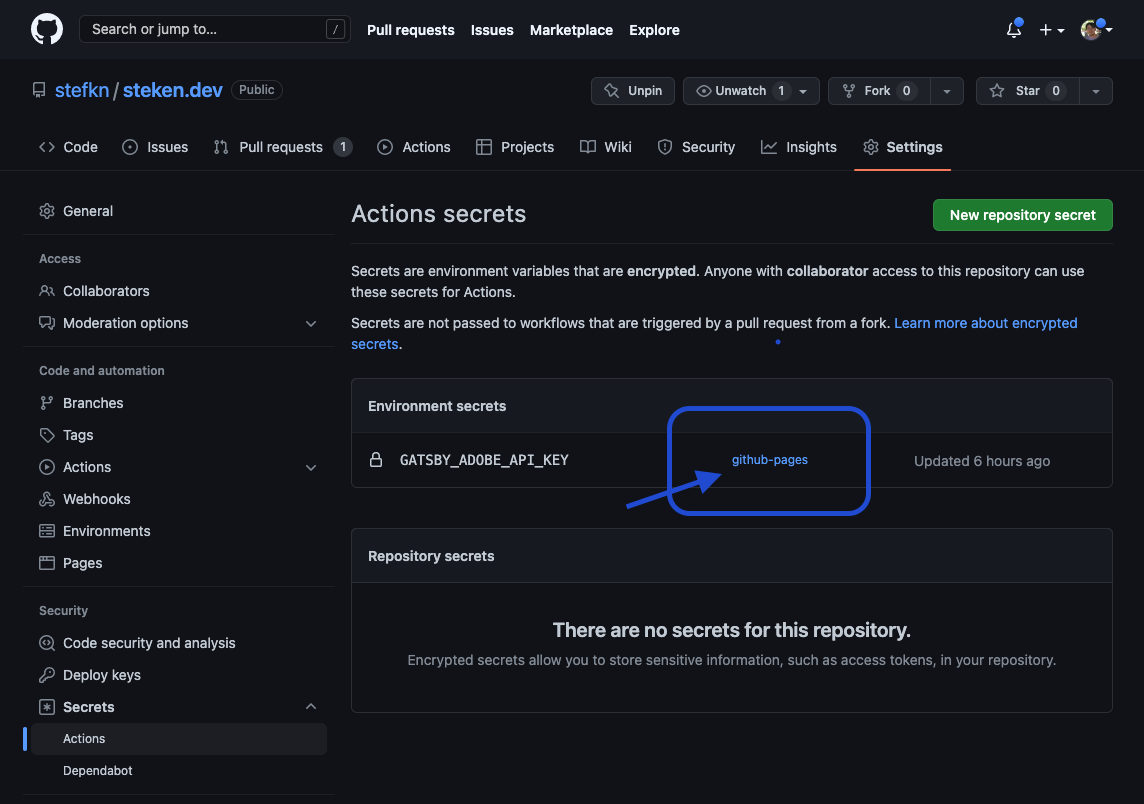 Search or jump to... /
Pull requests Issues Marketplace Explore
stefkn / steken.dev Public
Unpin Unwatch 1 Fork 0 Star 0
Code Issues Pull requests 1 Actions Projects Wiki Security Insights Settings
General
Access
Collaborators
Moderation options
Code and automation
Branches
Tags
Actions
Webhooks
Environments
Pages
Security
Code security and analysis
Deploy keys
Secrets
Actions
Dependabot
Actions secrets
New repository secret
Secrets are environment variables that are encrypted. Anyone with collaborator access to this repository can use
these secrets for Actions.
Secrets are not passed to workflows that are triggered by a pull request from a fork. Learn more about encrypted
secrets.
Environment secrets
GATSBY_ADOBE_API_KEY github-pages Updated 6 hours ago
Repository secrets
There are no secrets for this repository.
Encrypted secrets allow you to store sensitive information, such as access tokens, in your repository.